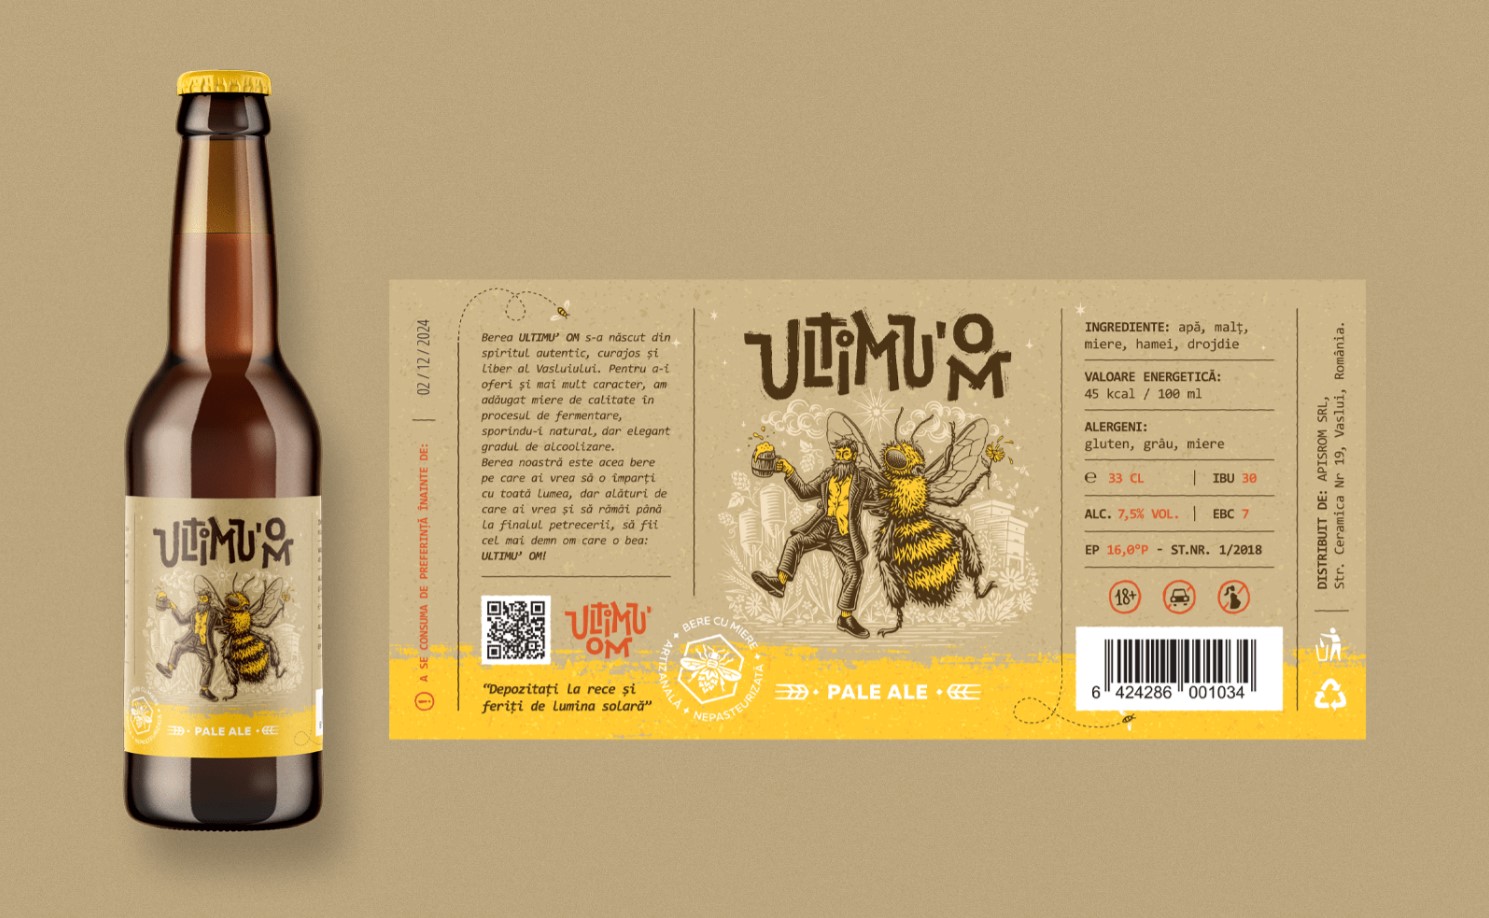 ULTIMU'OM
PALE ALE
02 / 12 / 2024
A SE CONSUMA DE PREFERINȚĂ ÎNAINTE DE:
Berea ULTIMU' OM s-a născut din
spiritul autentic, curajos și
liber al Vasluiului. Pentru a-i
oferi și mai mult caracter, am
adăugat miere de calitate în
procesul de fermentare,
sporindu-i natural, dar elegant
gradul de alcoolizare.
Berea noastră este acea bere
pe care ai vrea să o împarți
cu toată lumea, dar alături de
care ai vrea și să rămâi până
la finalul petrecerii, să fii
cel mai demn om care o bea:
ULTIMU' OM!
ULTIMU'
OM
"Depozitați la rece și
feriți de lumina solară"
BERE CU MIERE
ARTIZANALĂ
NEPASTEURIZATĂ
ULTIMU'OM
PALE ALE
INGREDIENTE: apă, malț,
miere, hamei, drojdie
VALOARE ENERGETICĂ:
45 kcal / 100 ml
ALERGENI:
gluten, grâu, miere
℮ 33 CL | IBU 30
ALC. 7,5% VOL. | EBC 7
EP 16,0°P - ST.NR. 1/2018
18+
6 424286 001034
DISTRIBUIT DE: APISROM SRL,
Str. Ceramica Nr 19, Vaslui, România.